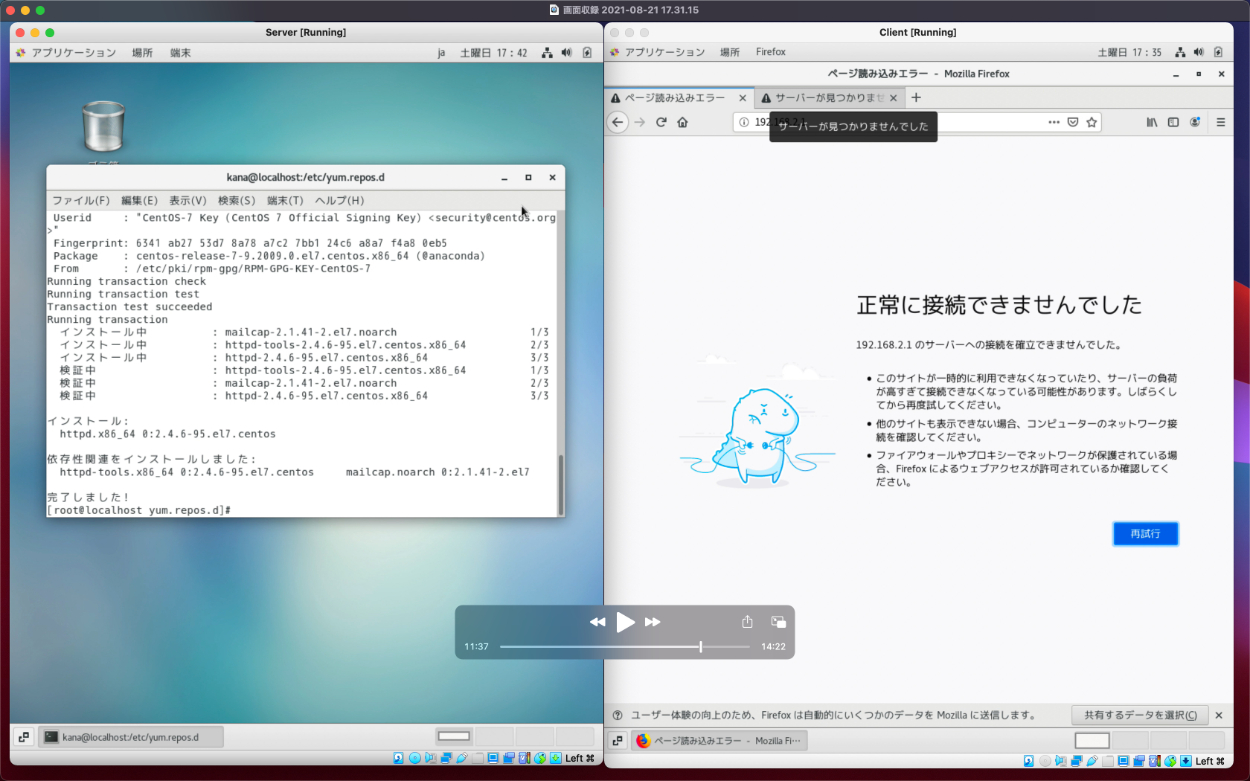 画面収録 2021-08-21 17.31.15
Server [Running]
アプリケーション 場所 端末 ja 土曜日 17:42
kana@localhost:/etc/yum.repos.d
ファイル(F) 編集(E) 表示(V) 検索(S) 端末(T) ヘルプ(H)
Userid : "CentOS-7 Key (CentOS 7 Official Signing Key) <security@centos.org
>"
Fingerprint: 6341 ab27 53d7 8a78 a7c2 7bb1 24c6 a8a7 f4a8 0eb5
Package : centos-release-7-9.2009.0.el7.centos.x86_64 (@anaconda)
From : /etc/pki/rpm-gpg/RPM-GPG-KEY-CentOS-7
Running transaction check
Running transaction test
Transaction test succeeded
Running transaction
インストール中 : mailcap-2.1.41-2.el7.noarch 1/3
インストール中 : httpd-tools-2.4.6-95.el7.centos.x86_64 2/3
インストール中 : httpd-2.4.6-95.el7.centos.x86_64 3/3
検証中 : httpd-tools-2.4.6-95.el7.centos.x86_64 1/3
検証中 : mailcap-2.1.41-2.el7.noarch 2/3
検証中 : httpd-2.4.6-95.el7.centos.x86_64 3/3
インストール:
httpd.x86_64 0:2.4.6-95.el7.centos
依存性関連をインストールしました:
httpd-tools.x86_64 0:2.4.6-95.el7.centos mailcap.noarch 0:2.1.41-2.el7
完了しました!
[root@localhost yum.repos.d]#
kana@localhost:/etc/yum.repos.d
Left ⌘
Client [Running]
アプリケーション 場所 Firefox 土曜日 17:35
ページ読み込みエラー - Mozilla Firefox
ページ読み込みエラー サーバーが見つかりませ
192.168.2.1
サーバーが見つかりませんでした
正常に接続できませんでした
192.168.2.1 のサーバーへの接続を確立できませんでした。
• このサイトが一時的に利用できなくなっていたり、サーバーの負荷
が高すぎて接続できなくなっている可能性があります。しばらくし
てから再度試してください。
• 他のサイトも表示できない場合、コンピューターのネットワーク接
続を確認してください。
• ファイアウォールやプロキシーでネットワークが保護されている場
合、Firefox によるウェブアクセスが許可されているか確認してく
ださい。
再試行
11:37 14:22
ユーザー体験の向上のため、Firefox は自動的にいくつかのデータを Mozilla に送信します。 共有するデータを選択(C)
ページ読み込みエラー - Mozilla Fi…
Left ⌘